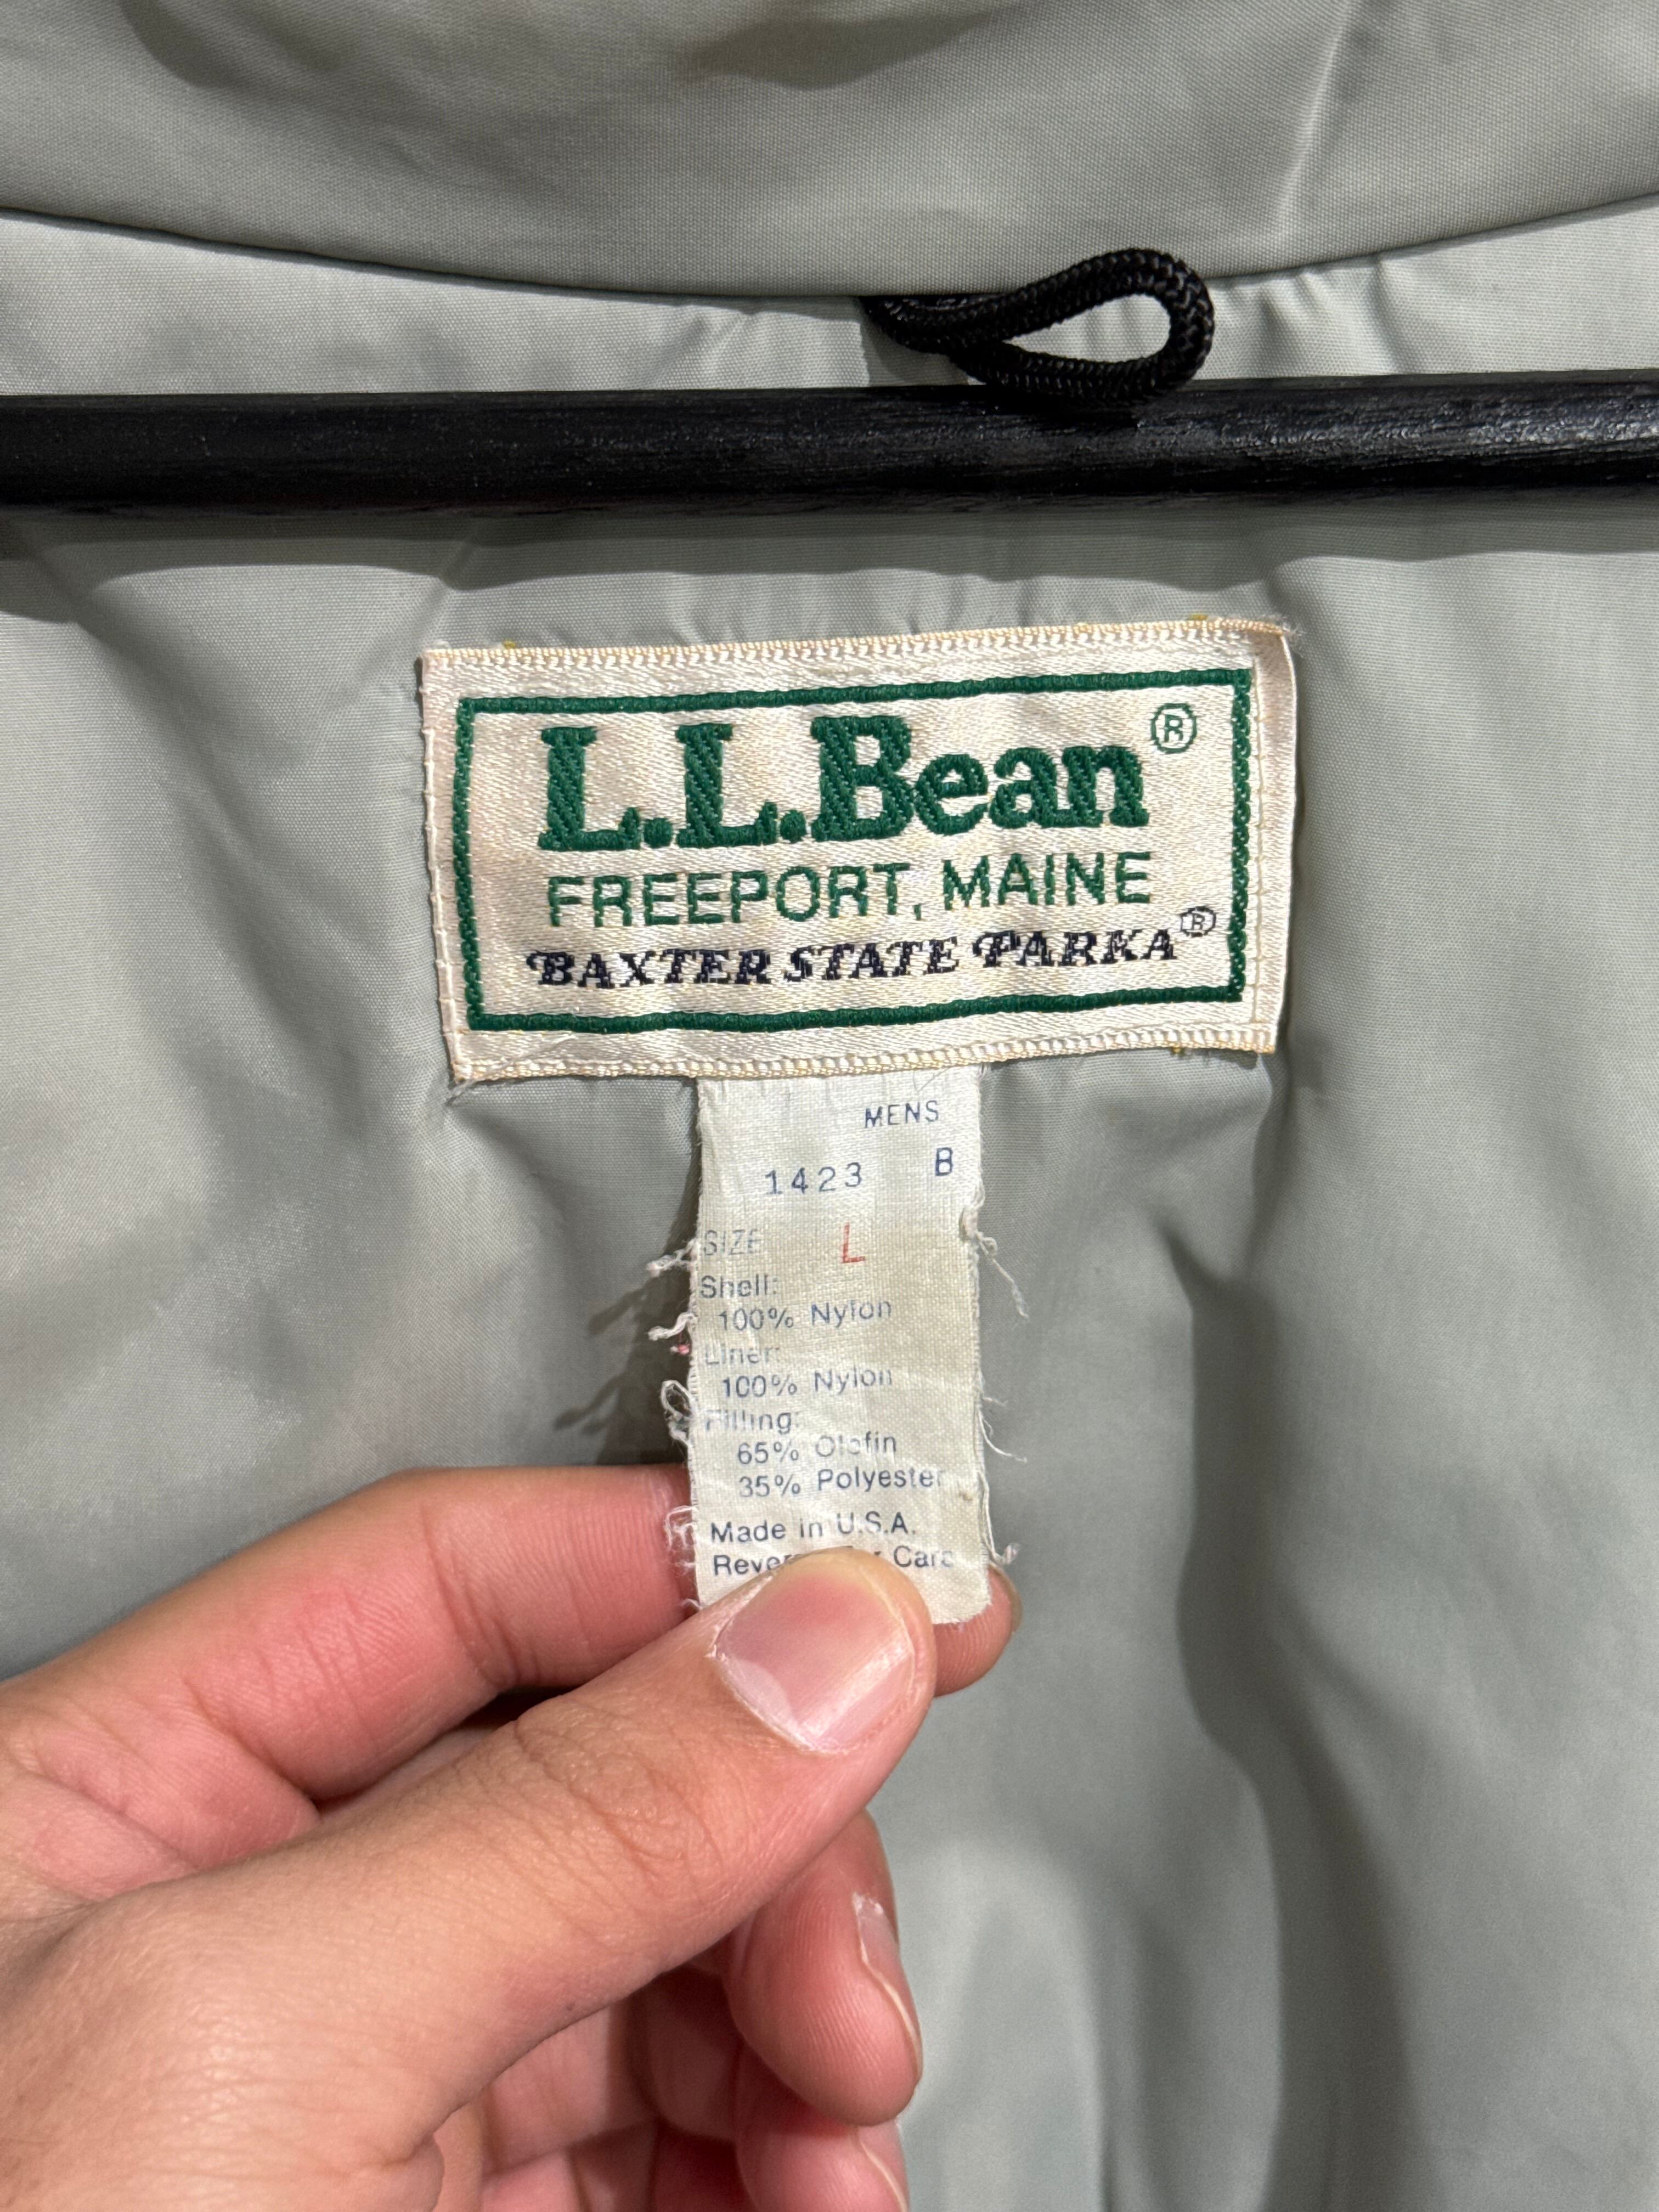 L.L.Bean®
FREEPORT, MAINE
BAXTER STATE PARKA®
MENS
1423 B
SIZE L
Shell:
100% Nylon
Liner:
100% Nylon
Filling:
65% Olefin
35% Polyester
Made in U.S.A.
Care